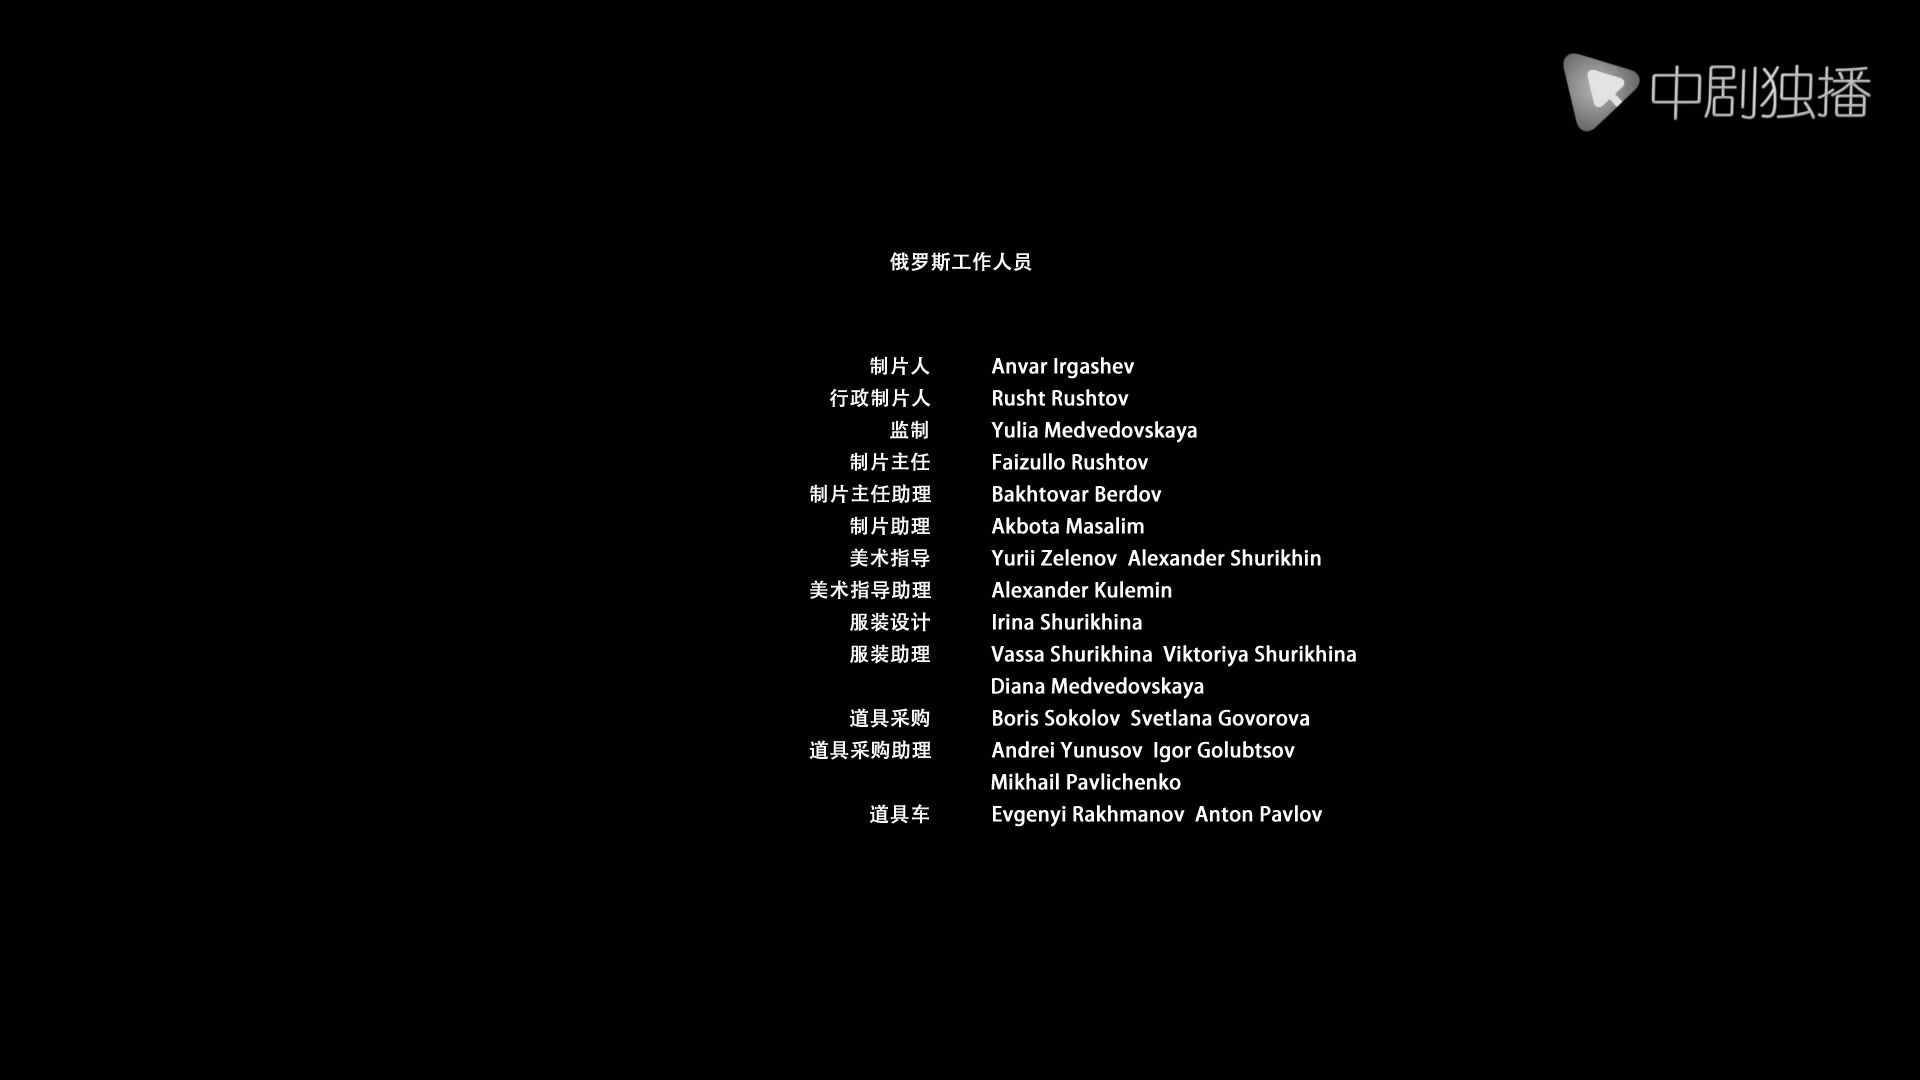 中剧独播
俄罗斯工作人员
制片人 Anvar Irgashev
行政制片人 Rusht Rushtov
监制 Yulia Medvedovskaya
制片主任 Faizullo Rushtov
制片主任助理 Bakhtovar Berdov
制片助理 Akbota Masalim
美术指导 Yurii Zelenov Alexander Shurikhin
美术指导助理 Alexander Kulemin
服装设计 Irina Shurikhina
服装助理 Vassa Shurikhina Viktoriya Shurikhina
Diana Medvedovskaya
道具采购 Boris Sokolov Svetlana Govorova
道具采购助理 Andrei Yunusov Igor Golubtsov
Mikhail Pavlichenko
道具车 Evgenyi Rakhmanov Anton Pavlov